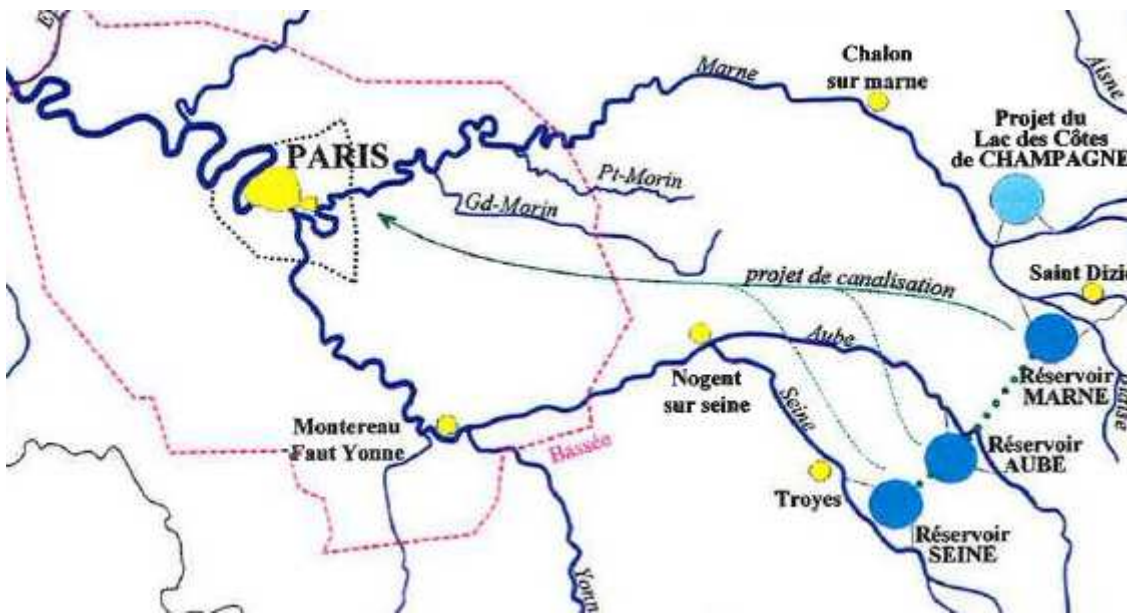 Chalon
sur marne
Marne
Aisne
Projet du
Lac des Côtes
de CHAMPAGNE
PARIS
Pt-Morin
Gd-Morin
projet de canalisation
Saint Dizie
Aube
Réservoir
MARNE
Nogent
sur seine
Seine
Montereau
Faut Yonne
Bassée
Réservoir
AUBE
Troyes
Réservoir
SEINE
Yonn